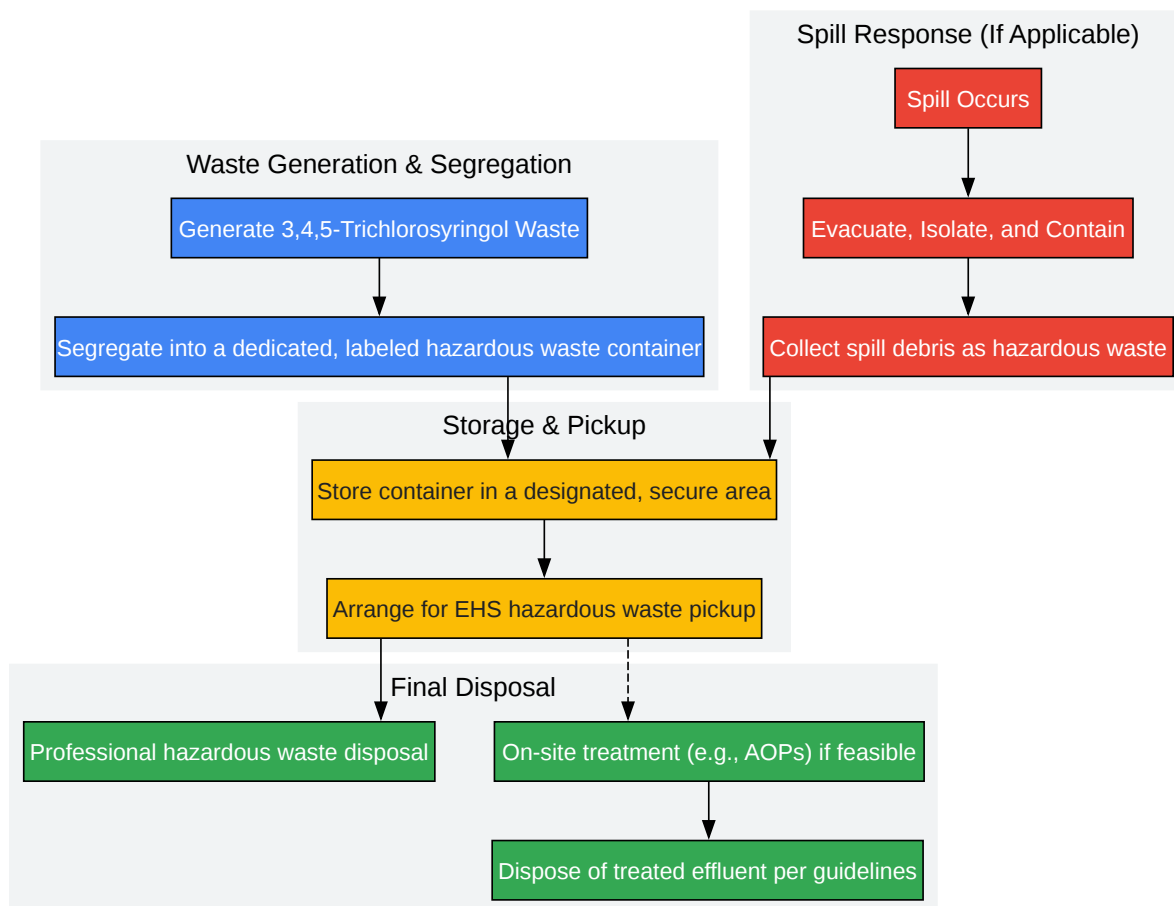 Spill Response (If Applicable)
Spill Occurs
Waste Generation & Segregation
Generate 3,4,5-Trichlorosyringol Waste
Evacuate, Isolate, and Contain
Segregate into a dedicated, labeled hazardous waste container
Collect spill debris as hazardous waste
Storage & Pickup
Store container in a designated, secure area
Arrange for EHS hazardous waste pickup
Final Disposal
Professional hazardous waste disposal
On-site treatment (e.g., AOPs) if feasible
Dispose of treated effluent per guidelines